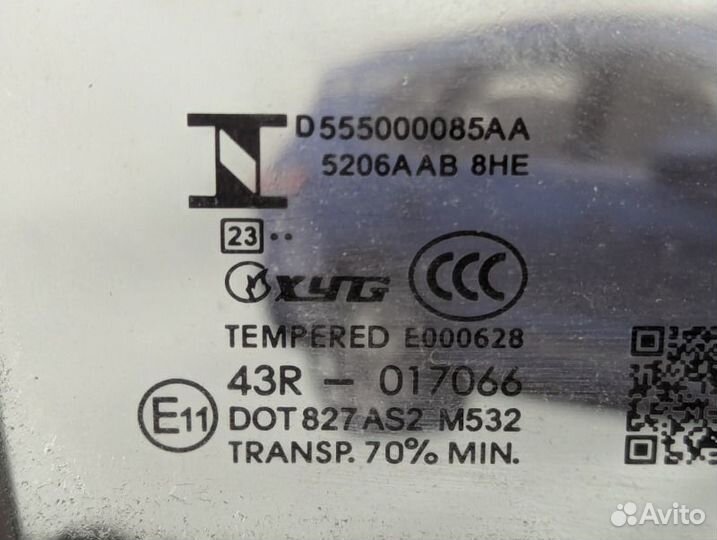 D555000085AA
5206AAB 8HE
23 ··
XYG CCC
TEMPERED E000628
43R – 017066
E11 DOT 827 AS2 M532
TRANSP. 70% MIN.
Avito